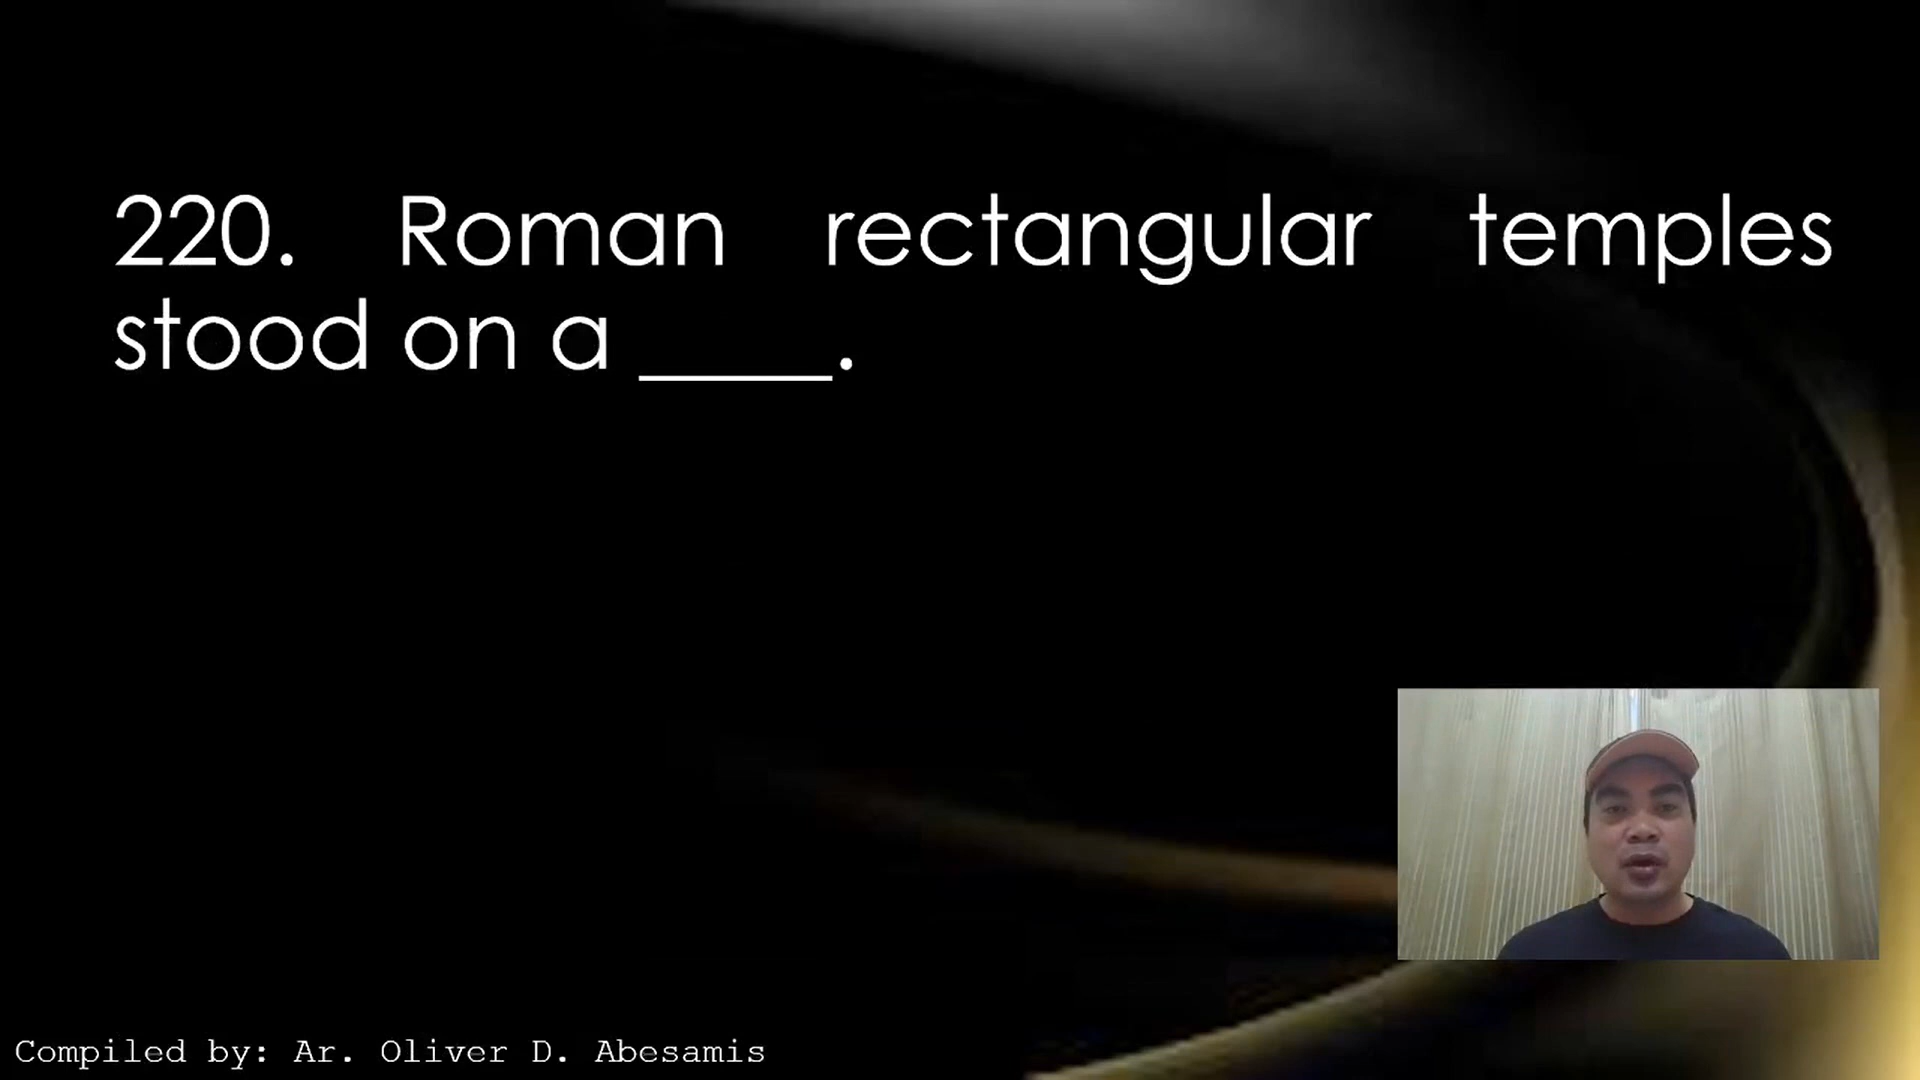 220. Roman rectangular temples
stood on a ____.
Compiled by: Ar. Oliver D. Abesamis